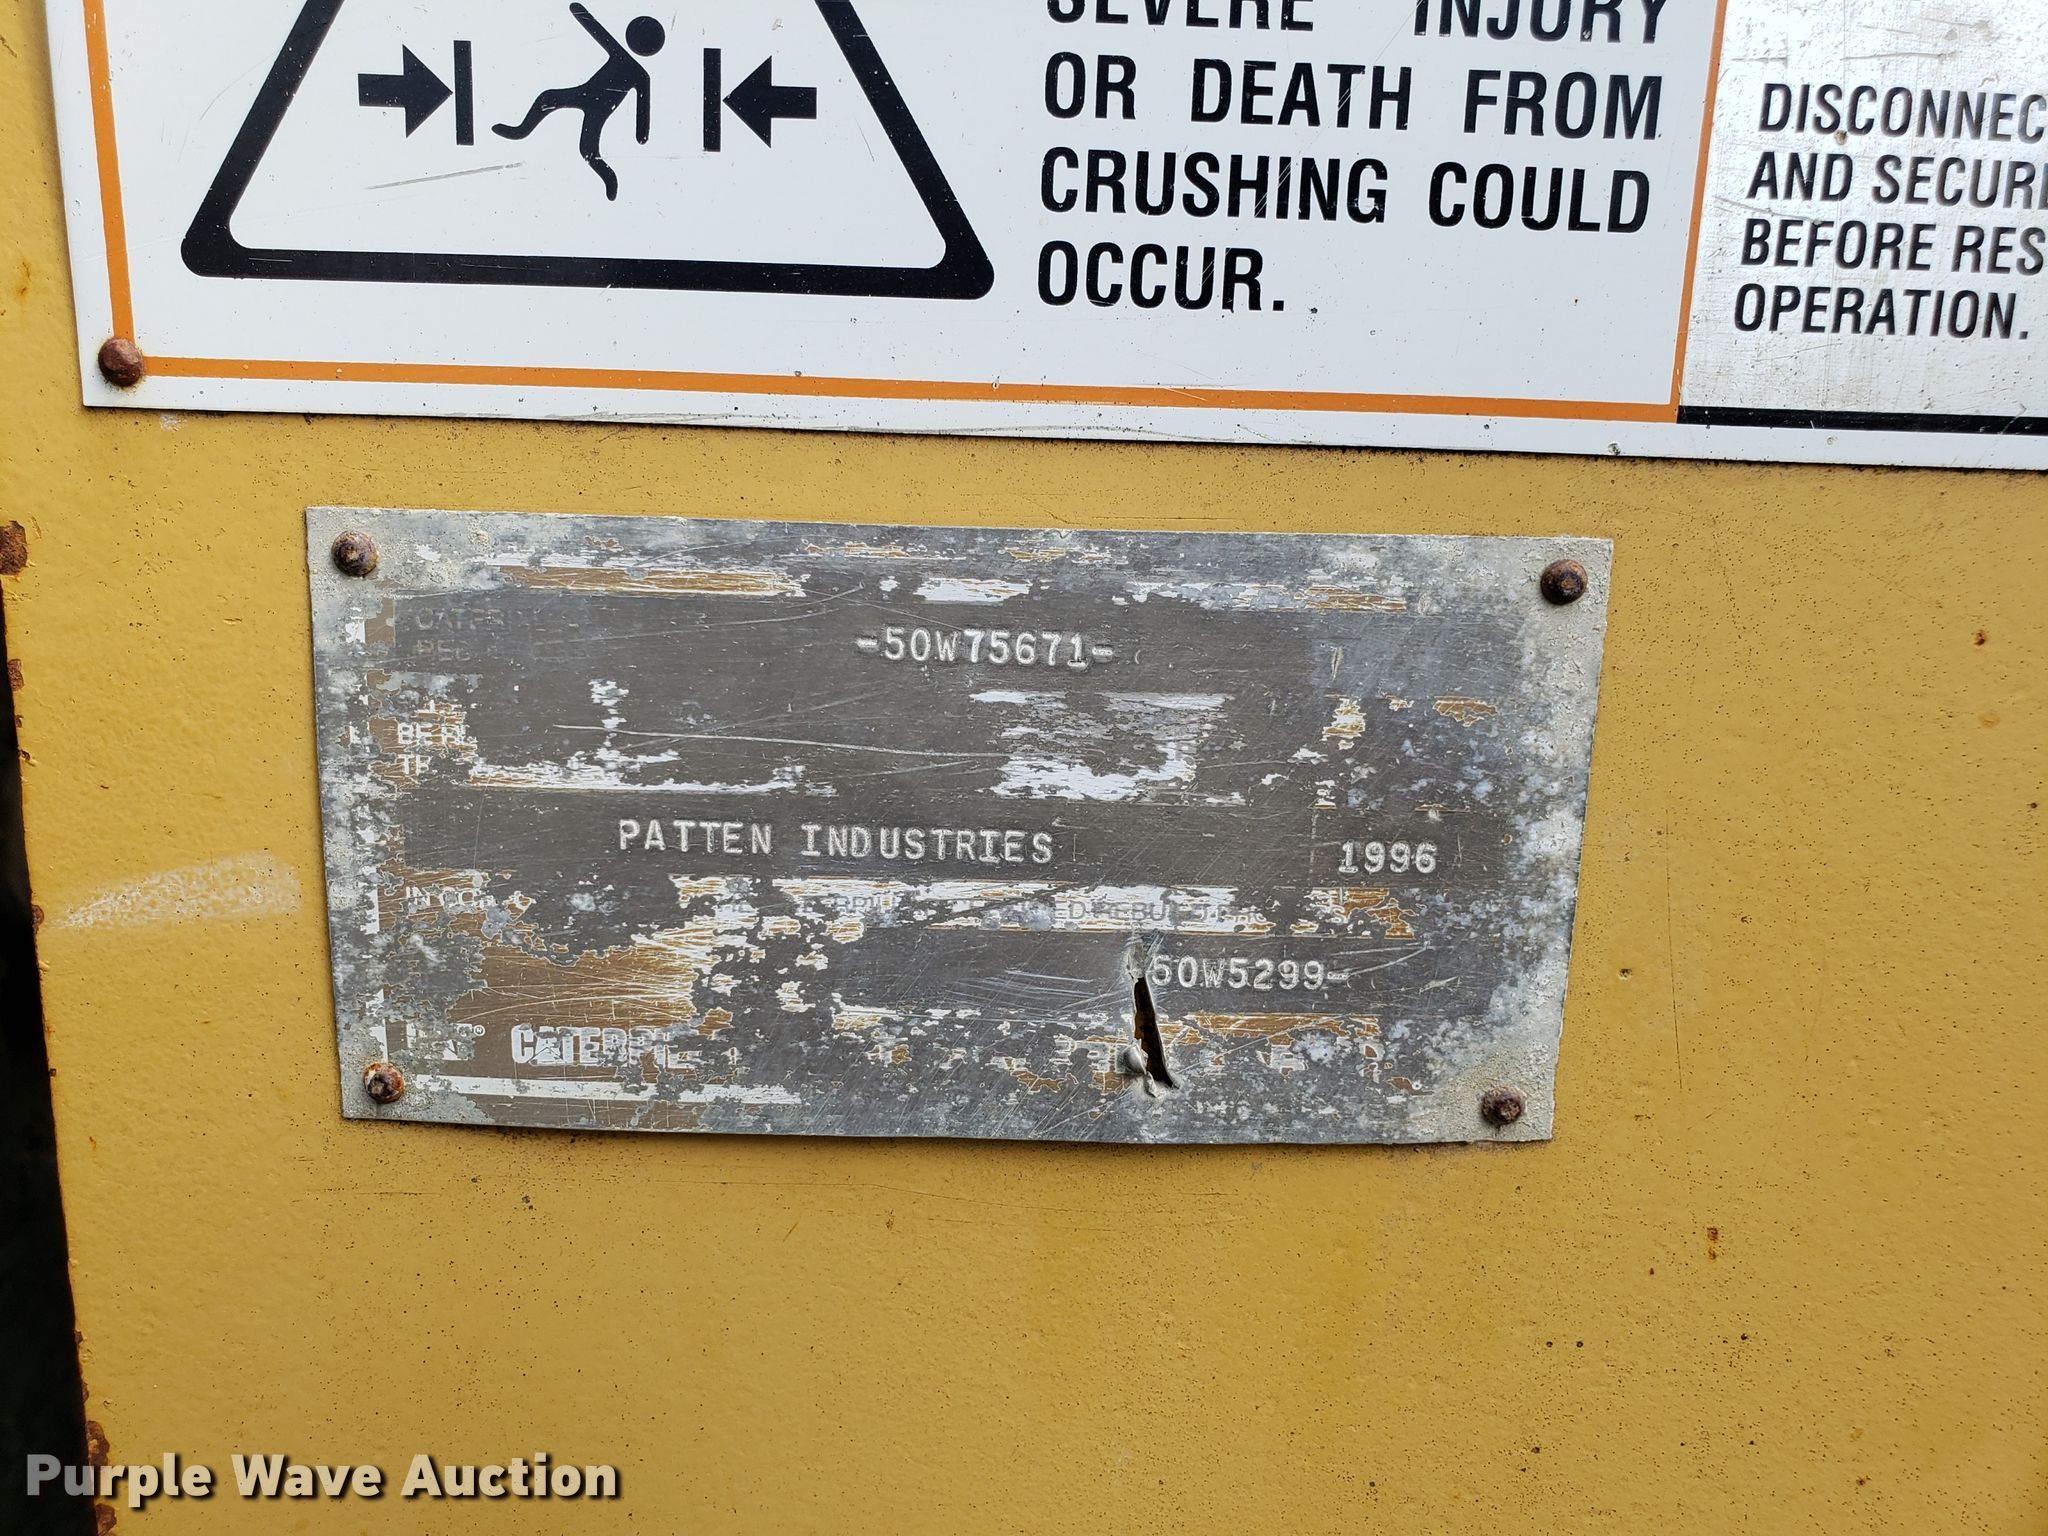 SEVERE INJURY
OR DEATH FROM
CRUSHING COULD
OCCUR.
DISCONNEC
AND SECUR
BEFORE RES
OPERATION.
-50W75671-
PATTEN INDUSTRIES
1996
50W5299-
Purple Wave Auction